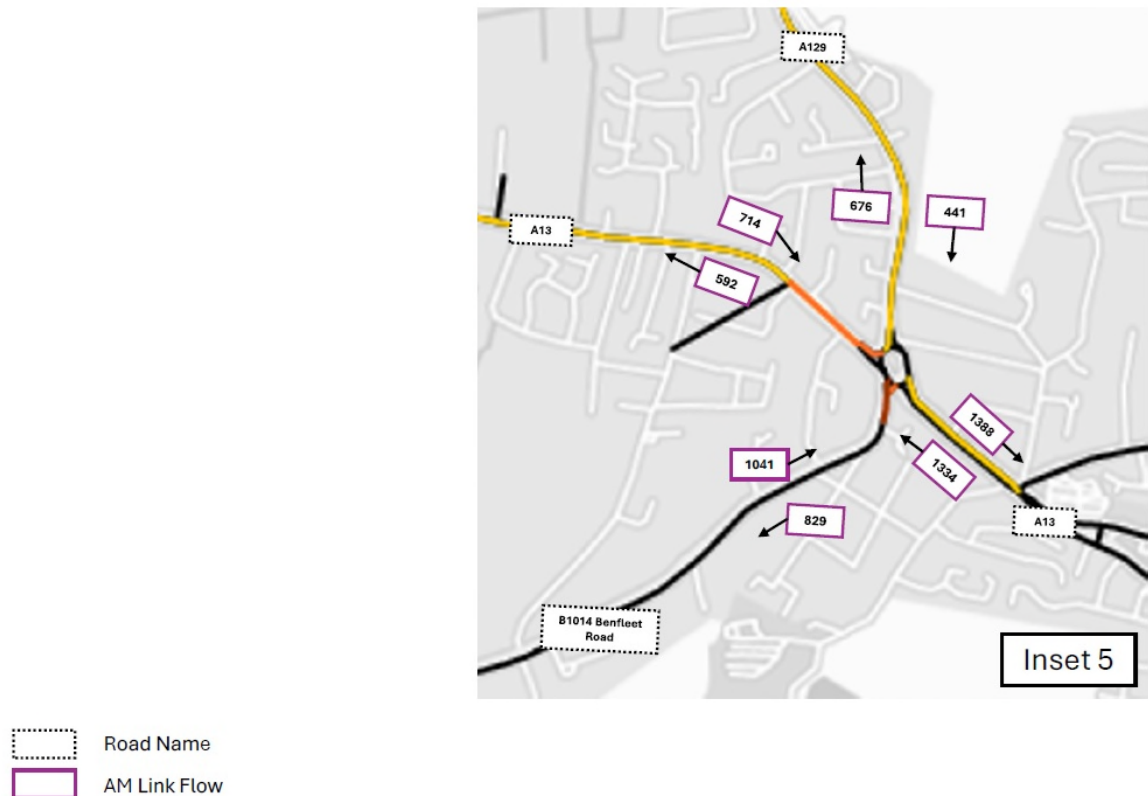 A129
676
441
714
A13
592
1388
1041
1334
829
A13
B1014 Benfleet
Road
Inset 5
Road Name
AM Link Flow